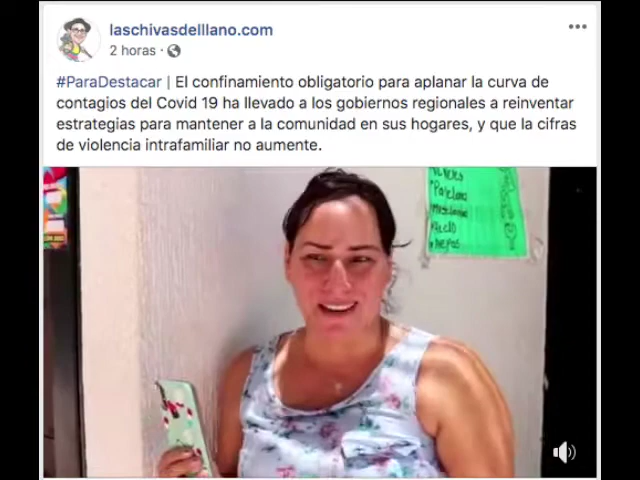 laschivasdelllano.com
2 horas ·
#ParaDestacar | El confinamiento obligatorio para aplanar la curva de
contagios del Covid 19 ha llevado a los gobiernos regionales a reinventar
estrategias para mantener a la comunidad en sus hogares, y que la cifras
de violencia intrafamiliar no aumente.